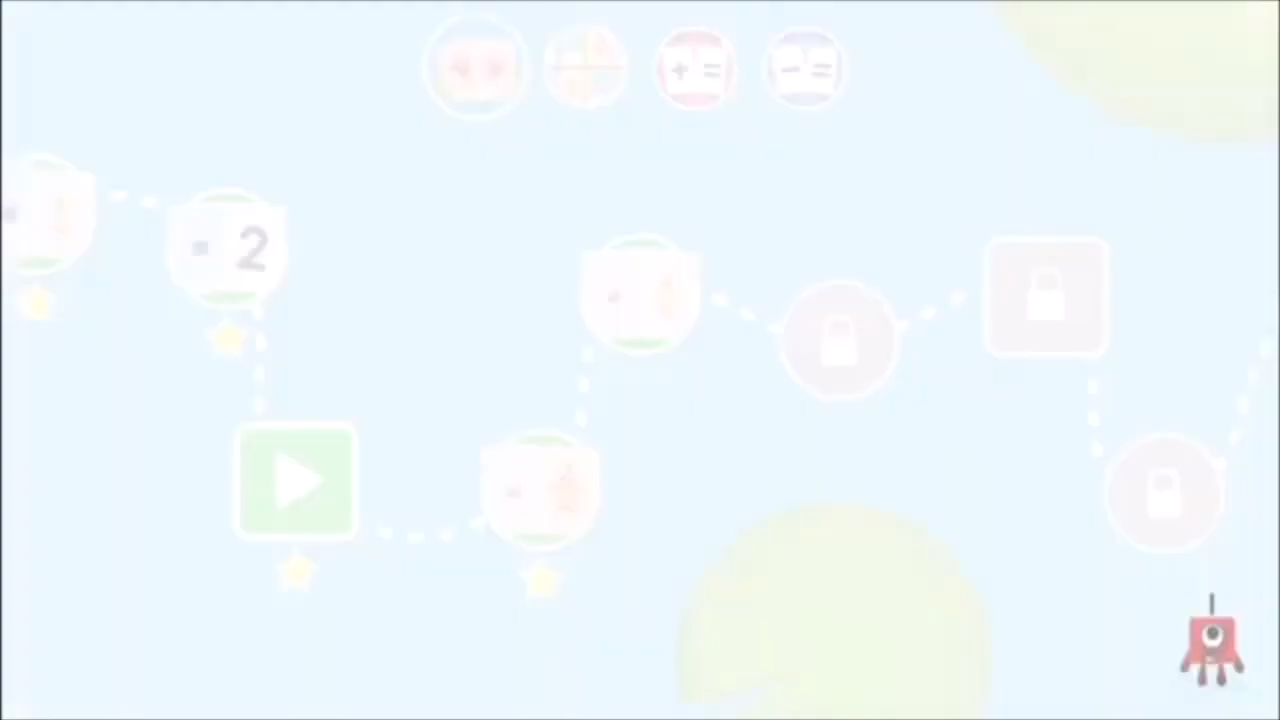 + =
- =
2